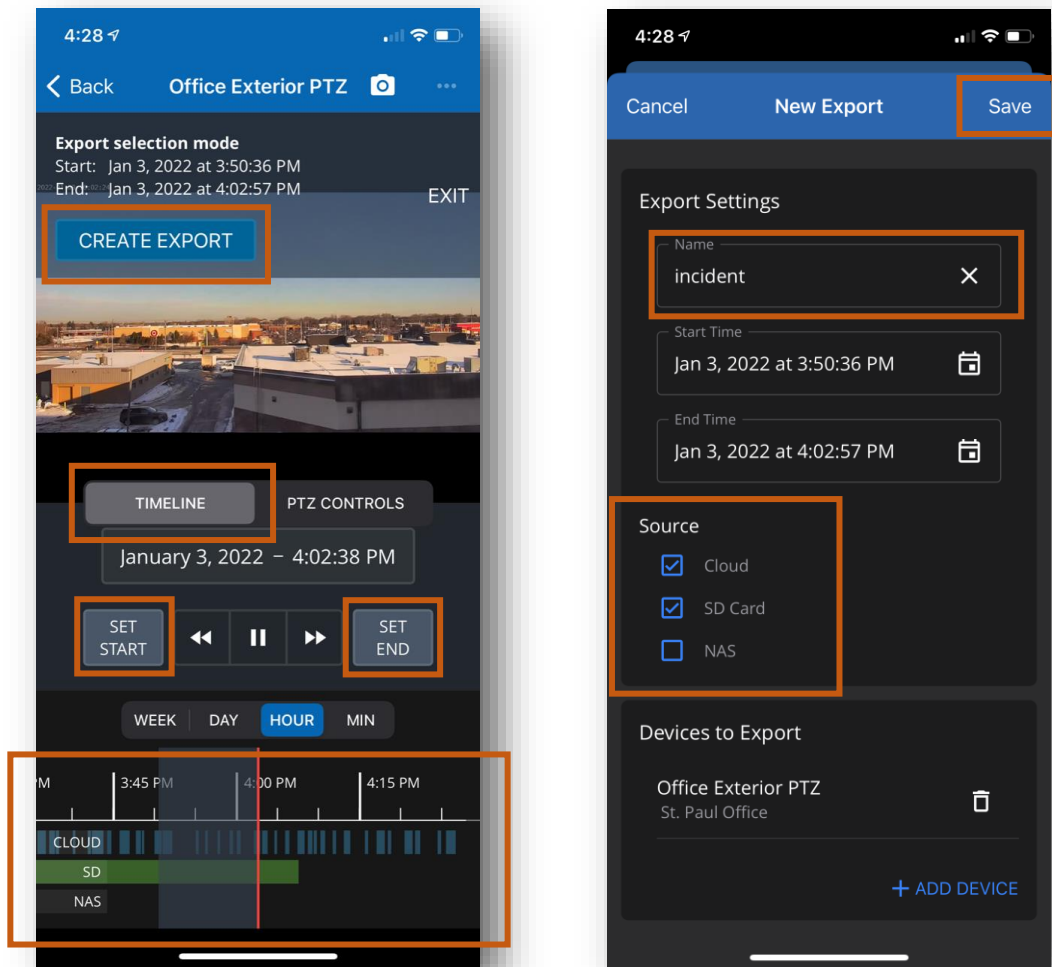 4:28
Back Office Exterior PTZ
Export selection mode
Start: Jan 3, 2022 at 3:50:36 PM
End: Jan 3, 2022 at 4:02:57 PM
EXIT
CREATE EXPORT
TIMELINE PTZ CONTROLS
January 3, 2022 – 4:02:38 PM
SET START
SET END
WEEK DAY HOUR MIN
3:45 PM 4:00 PM 4:15 PM
CLOUD
SD
NAS
4:28
Cancel New Export Save
Export Settings
Name
incident
Start Time
Jan 3, 2022 at 3:50:36 PM
End Time
Jan 3, 2022 at 4:02:57 PM
Source
Cloud
SD Card
NAS
Devices to Export
Office Exterior PTZ
St. Paul Office
+ ADD DEVICE